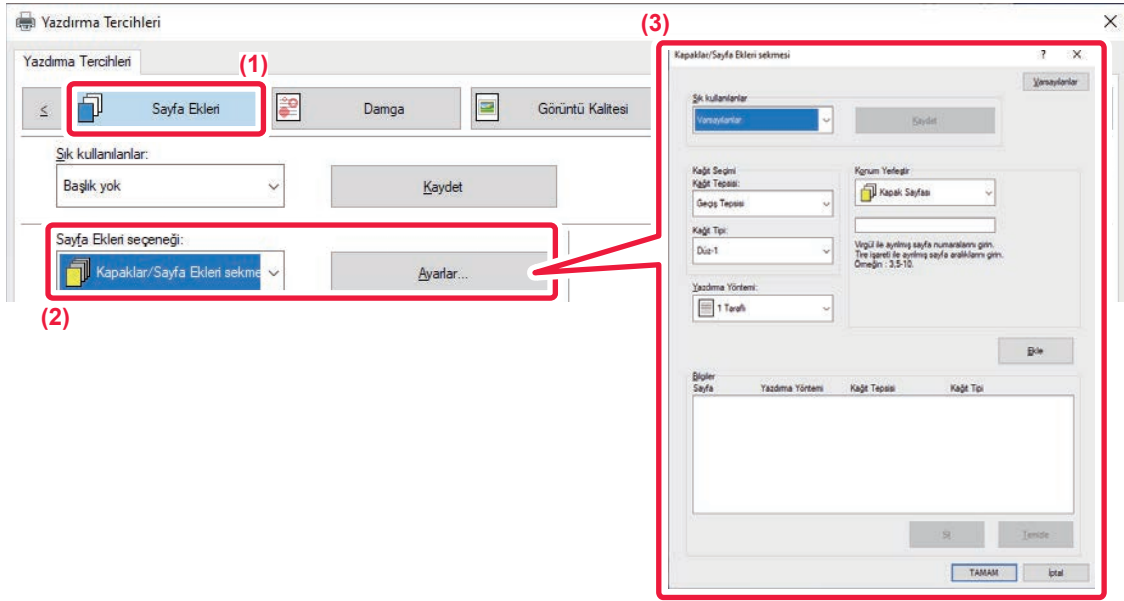 Yazdırma Tercihleri
Yazdırma Tercihleri
(1)
<
Sayfa Ekleri
Damga
Görüntü Kalitesi
Sık kullanılanlar:
Başlık yok
Kaydet
Sayfa Ekleri seçeneği:
Kapaklar/Sayfa Ekleri sekme
Ayarlar...
(2)
(3)
Kapaklar/Sayfa Ekleri sekmesi
?
Varsayılanlar
Sık kullanılanlar
Varsayılanlar
Kaydet
Kağıt Seçimi
Kağıt Tepsisi:
Geçiş Tepsisi
Kağıt Tipi:
Düz-1
Yazdırma Yöntemi:
1 Taraflı
Konum Yerleştir
Kapak Sayfası
Virgül ile ayrılmış sayfa numaralarını girin.
Tire işareti ile ayrılmış sayfa aralıklarını girin.
Örneğin : 3,5-10.
Ekle
Bilgiler
Sayfa Yazdırma Yöntemi Kağıt Tepsisi Kağıt Tipi
Sil
Temizle
TAMAM
İptal